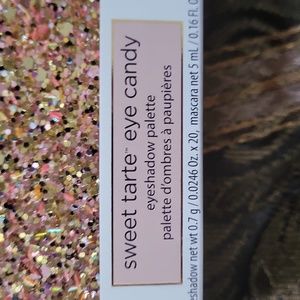 sweet tarte™ eye candy
eyeshadow palette
palette d'ombres à paupières
eshadow net wt 0.7 g / 0.0246 Oz. x 20, mascara net 5 mL / 0.16 FL O